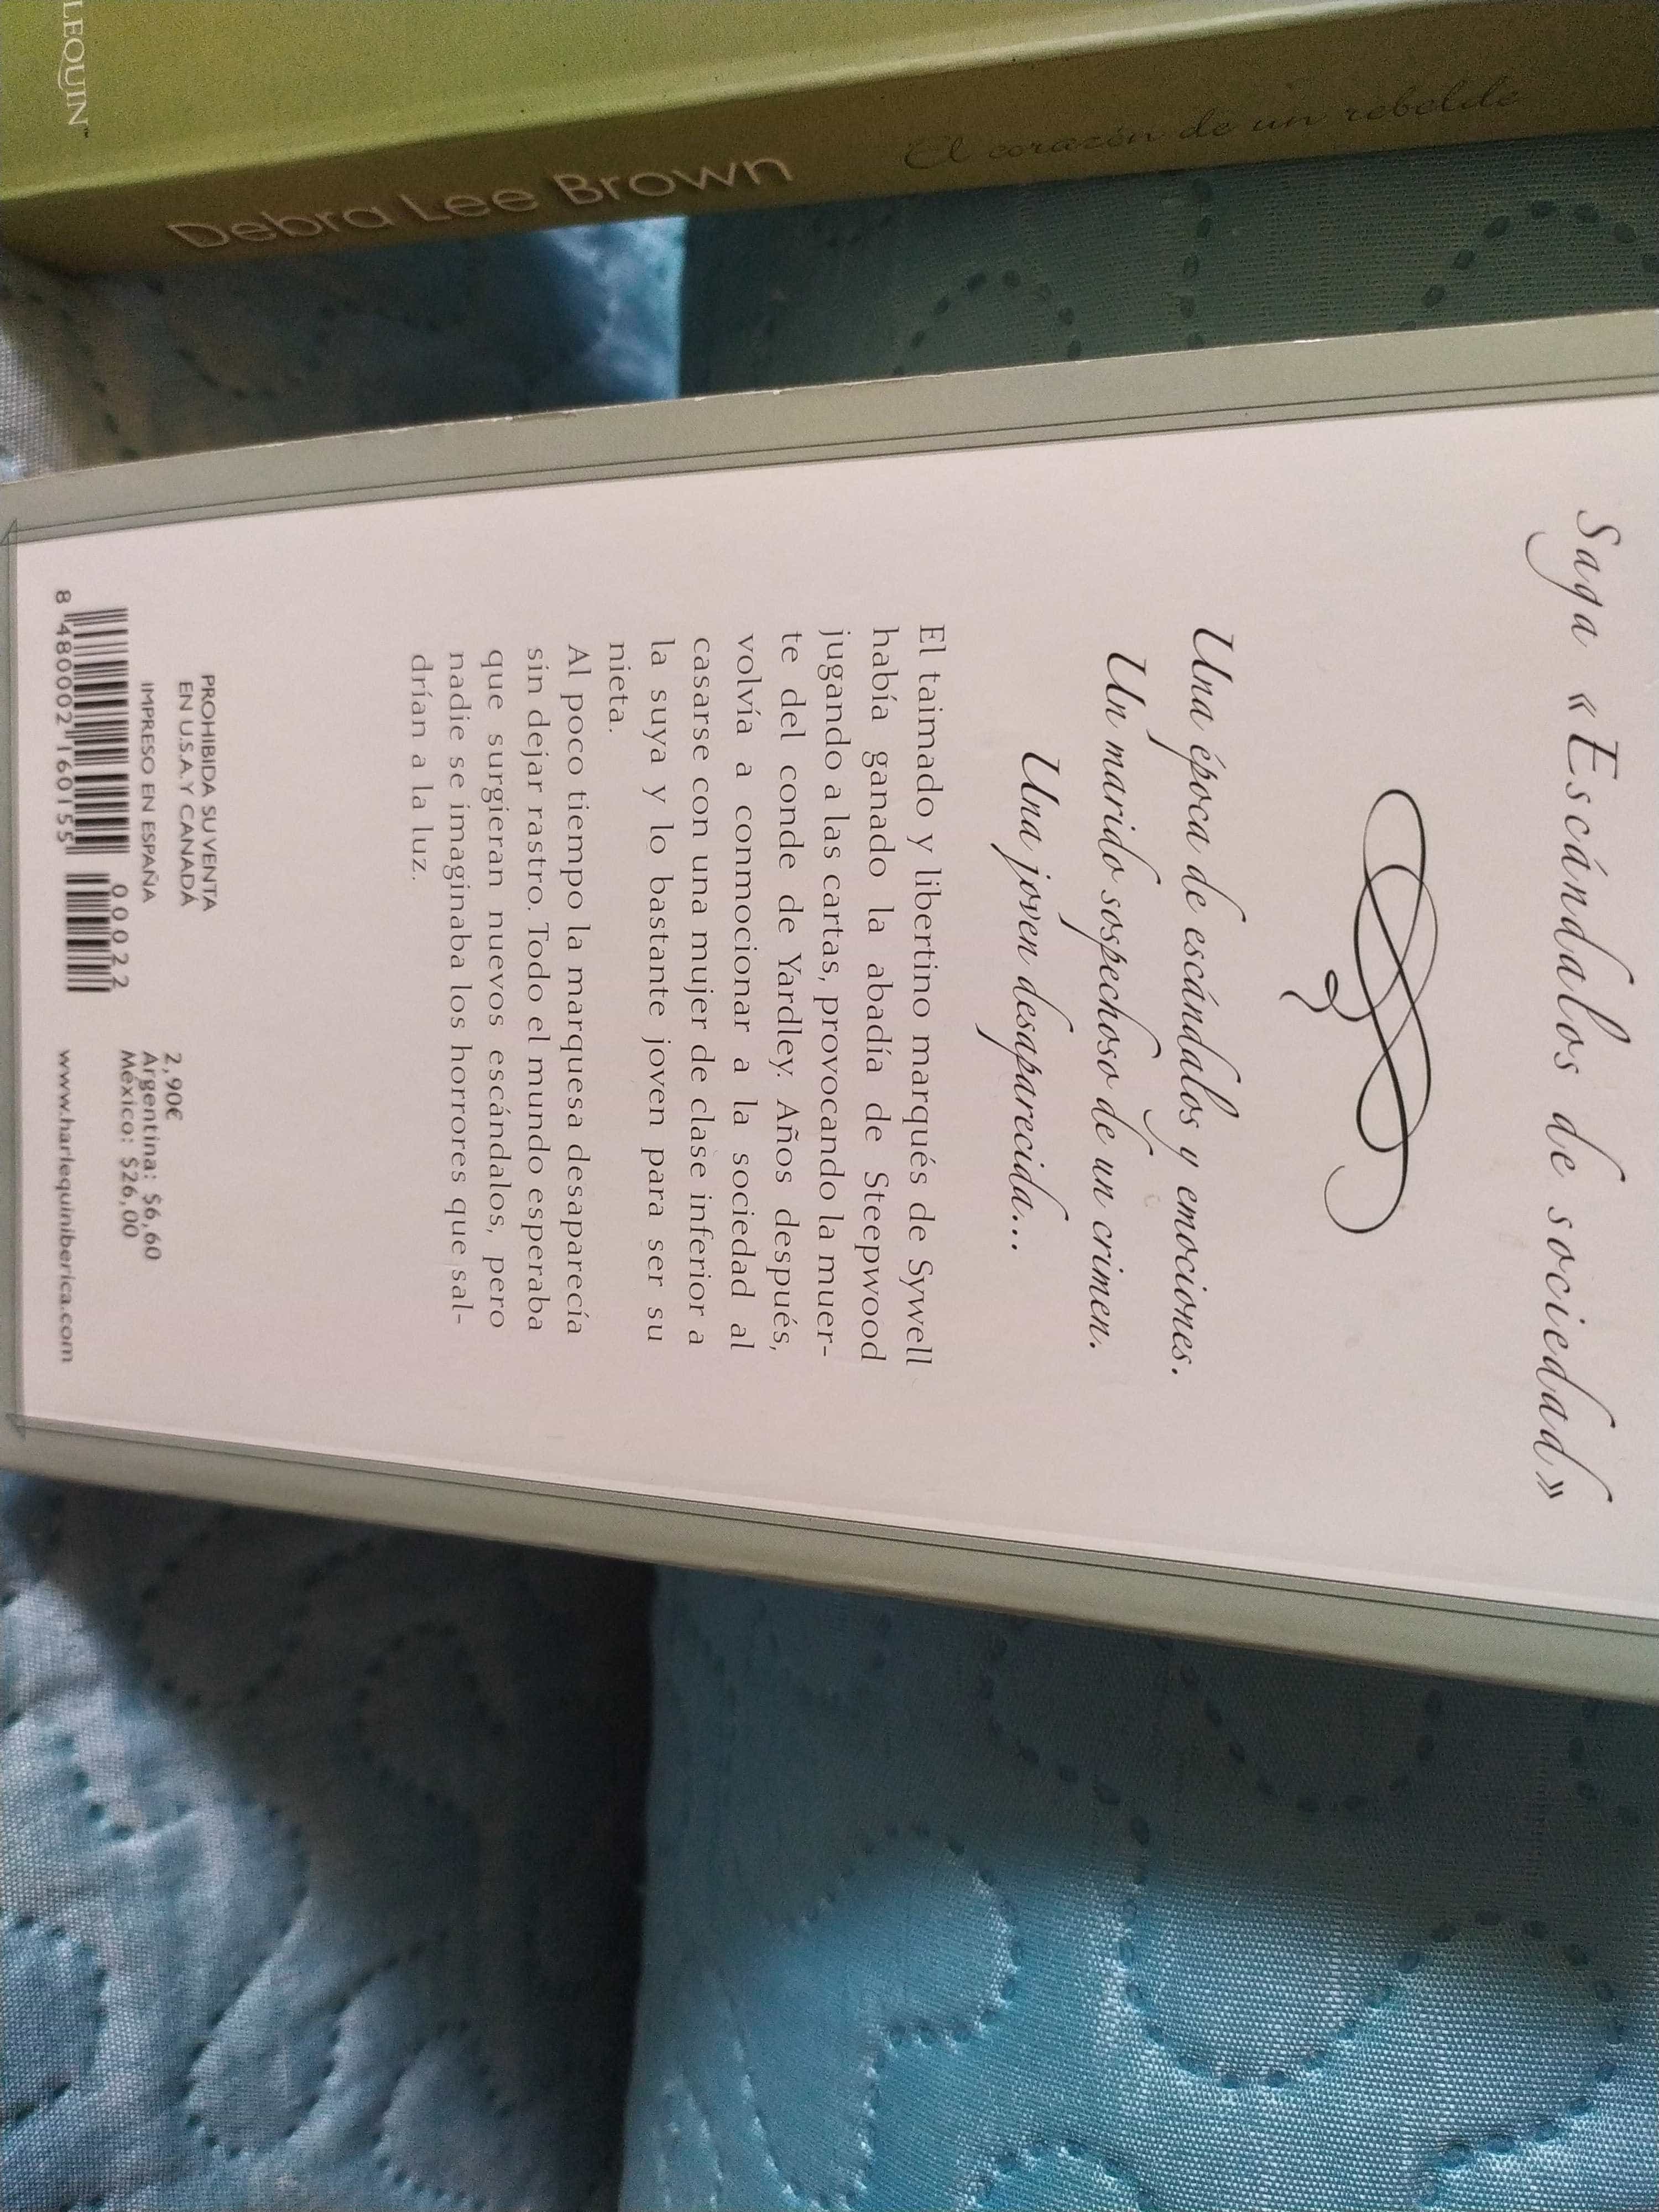 LEQUIN™
Debra Lee Brown
El corazón de un rebelde
Saga «Escándalos de sociedad»
Una época de escándalos y emociones.
Un marido sospechoso de un crimen.
Una joven desaparecida...
El taimado y libertino marqués de Sywell
había ganado la abadía de Steepwood
jugando a las cartas, provocando la muer-
te del conde de Yardley. Años después,
volvía a conmocionar a la sociedad al
casarse con una mujer de clase inferior a
la suya y lo bastante joven para ser su
nieta.
Al poco tiempo la marquesa desaparecía
sin dejar rastro. Todo el mundo esperaba
que surgieran nuevos escándalos, pero
nadie se imaginaba los horrores que sal-
drían a la luz.
PROHIBIDA SU VENTA
EN U.S.A. Y CANADÁ
IMPRESO EN ESPAÑA
00022
8 480002 160155
2,90€
Argentina: $6,60
México: $26,00
www.harlequiniberica.com